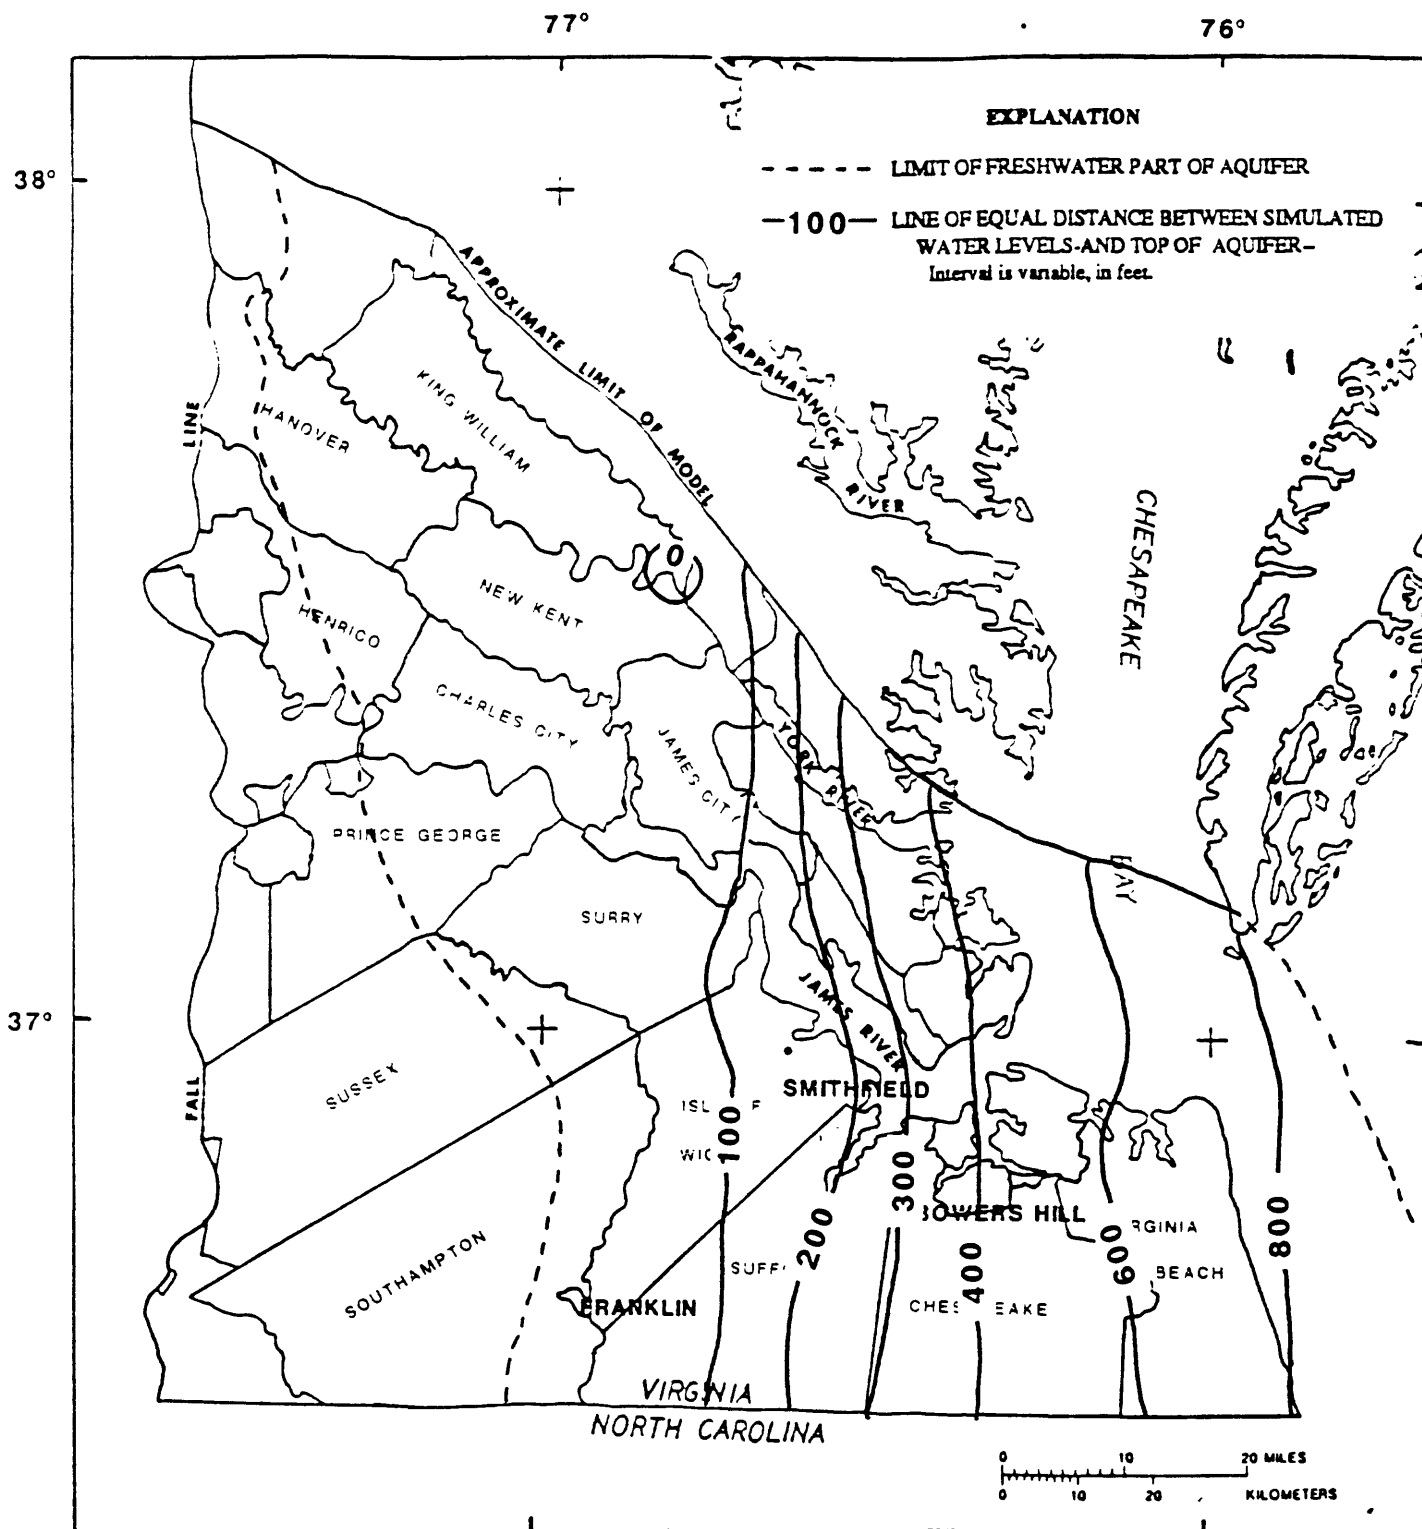 77°
76°
38°
37°
EXPLANATION
LIMIT OF FRESHWATER PART OF AQUIFER
—100— LINE OF EQUAL DISTANCE BETWEEN SIMULATED
WATER LEVELS-AND TOP OF AQUIFER–
Interval is variable, in feet.
APPROXIMATE LIMIT OF MODEL
RAPPAHANNOCK
RIVER
CHESAPEAKE
BAY
KING WILLIAM
HANOVER
LINE
0
NEW KENT
HENRICO
CHARLES CITY
JAMES CITY
YORK RIVER
PRINCE GEORGE
SURRY
JAMES RIVER
SMITHFIELD
SUSSEX
FALL
ISL F
WIC
100
200
300
400
600
800
BOWERS HILL
RGINIA
BEACH
SUFF
CHES EAKE
SOUTHAMPTON
FRANKLIN
VIRGINIA
NORTH CAROLINA
0 10 20 MILES
0 10 20 KILOMETERS